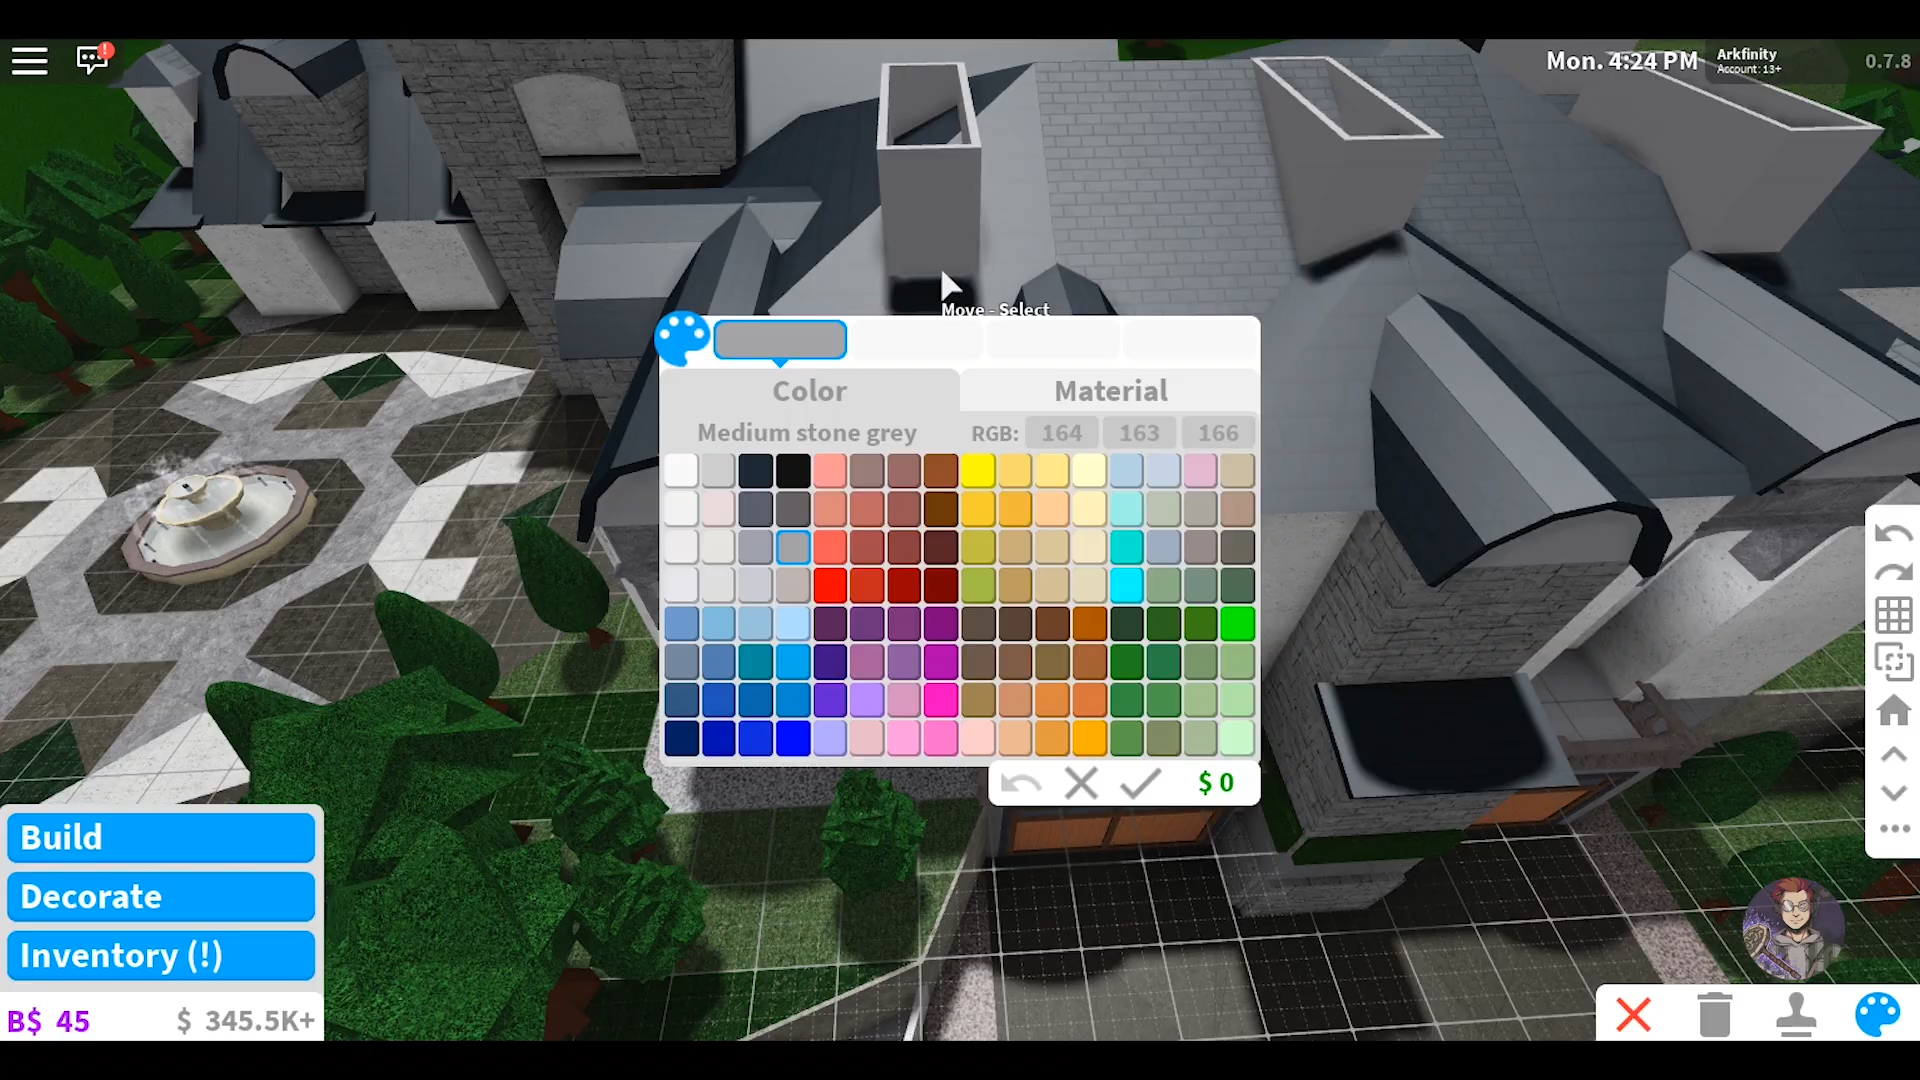 Mon. 4:24 PM
Arkfinity
Account: 13+
0.7.8
Move - Select
Color
Material
Medium stone grey
RGB: 164 163 166
$ 0
Build
Decorate
Inventory (!)
B$ 45
$ 345.5K+